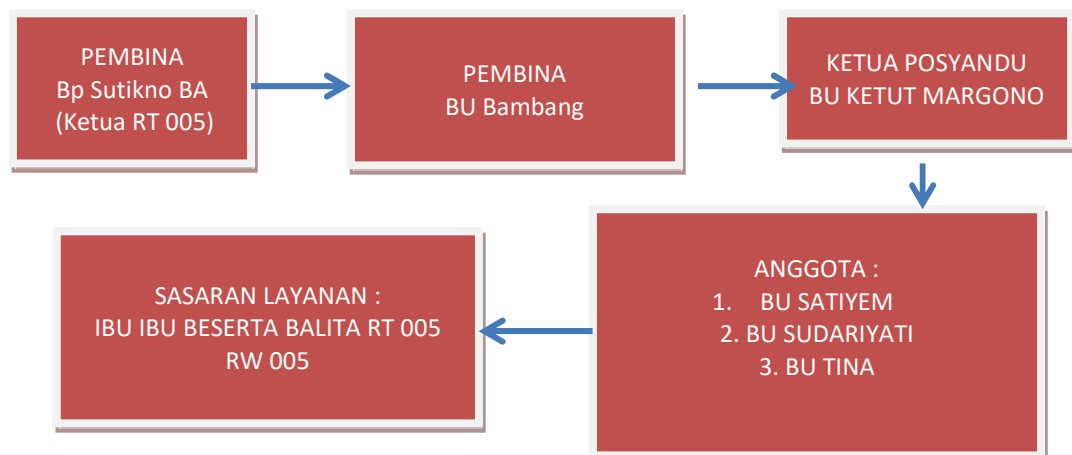 PEMBINA
Bp Sutikno BA
(Ketua RT 005)
PEMBINA
BU Bambang
KETUA POSYANDU
BU KETUT MARGONO
ANGGOTA :
1. BU SATIYEM
2. BU SUDARIYATI
3. BU TINA
SASARAN LAYANAN :
IBU IBU BESERTA BALITA RT 005
RW 005